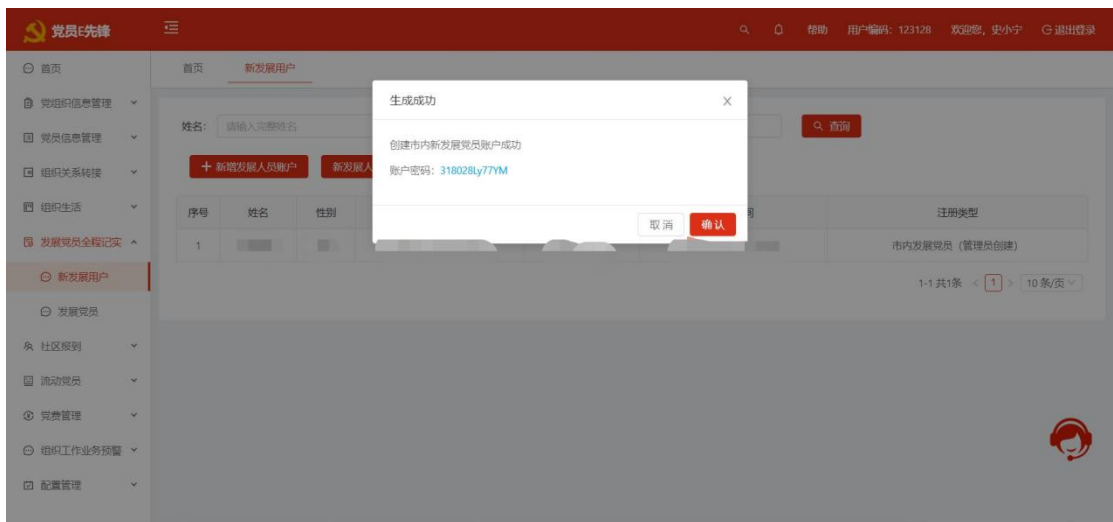 党员E先锋
帮助 用户编码：123128 欢迎您，史小宁 退出登录
首页
党组织信息管理
党员信息管理
组织关系转接
组织生活
发展党员全程记实
新发展用户
发展党员
社区报到
流动党员
党费管理
组织工作业务预警
配置管理
首页 新发展用户
姓名： 请输入完整姓名 查询
新增发展人员账户 新发展人
序号 姓名 性别 注册类型
1 市内发展党员（管理员创建）
1-1 共1条 < 1 > 10 条/页
生成成功
创建市内新发展党员账户成功
账户密码：318028Ly77YM
取消 确认